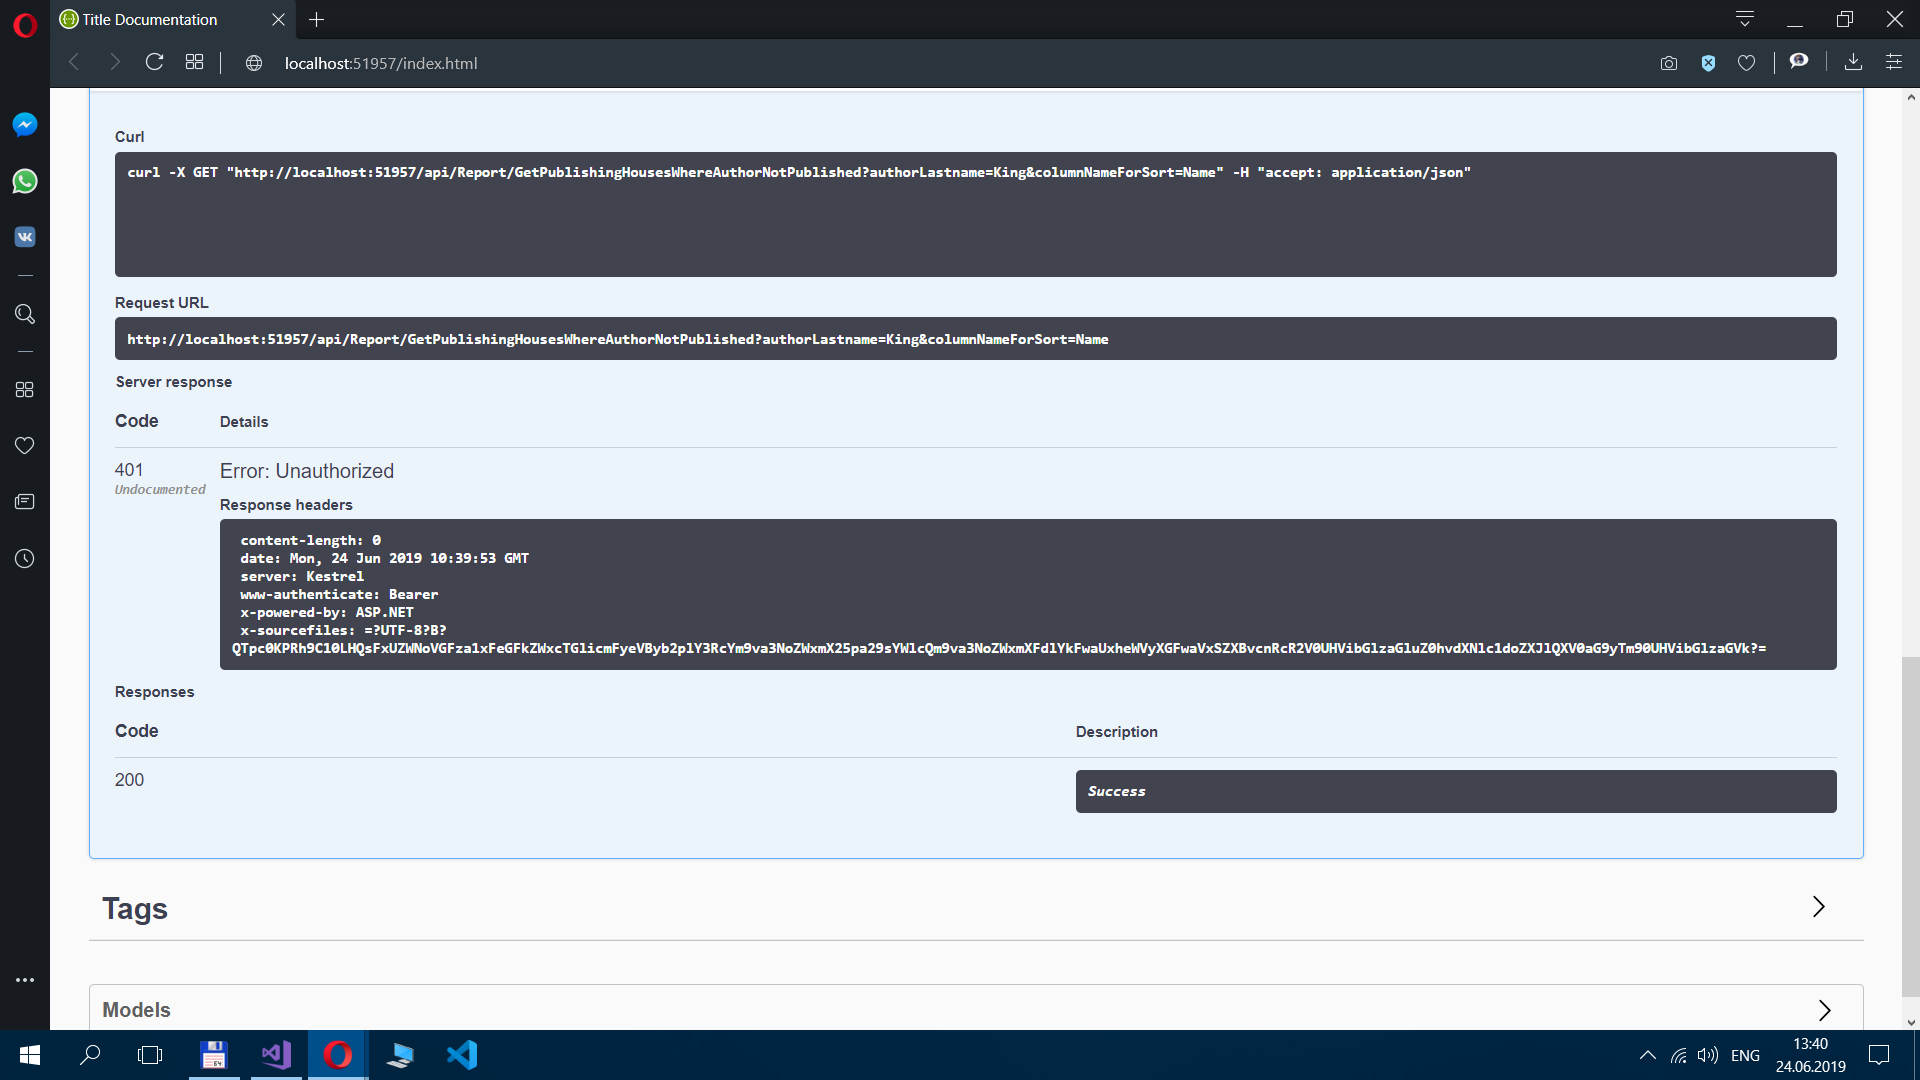 Title Documentation
localhost:51957/index.html
Curl
curl -X GET "http://localhost:51957/api/Report/GetPublishingHousesWhereAuthorNotPublished?authorLastname=King&columnNameForSort=Name" -H "accept: application/json"
Request URL
http://localhost:51957/api/Report/GetPublishingHousesWhereAuthorNotPublished?authorLastname=King&columnNameForSort=Name
Server response
Code Details
401 Error: Unauthorized
Undocumented
Response headers
content-length: 0
date: Mon, 24 Jun 2019 10:39:53 GMT
server: Kestrel
www-authenticate: Bearer
x-powered-by: ASP.NET
x-sourcefiles: =?UTF-8?B?
Responses
Code Description
200 Success
Tags
Models
64
ENG
13:40
24.06.2019